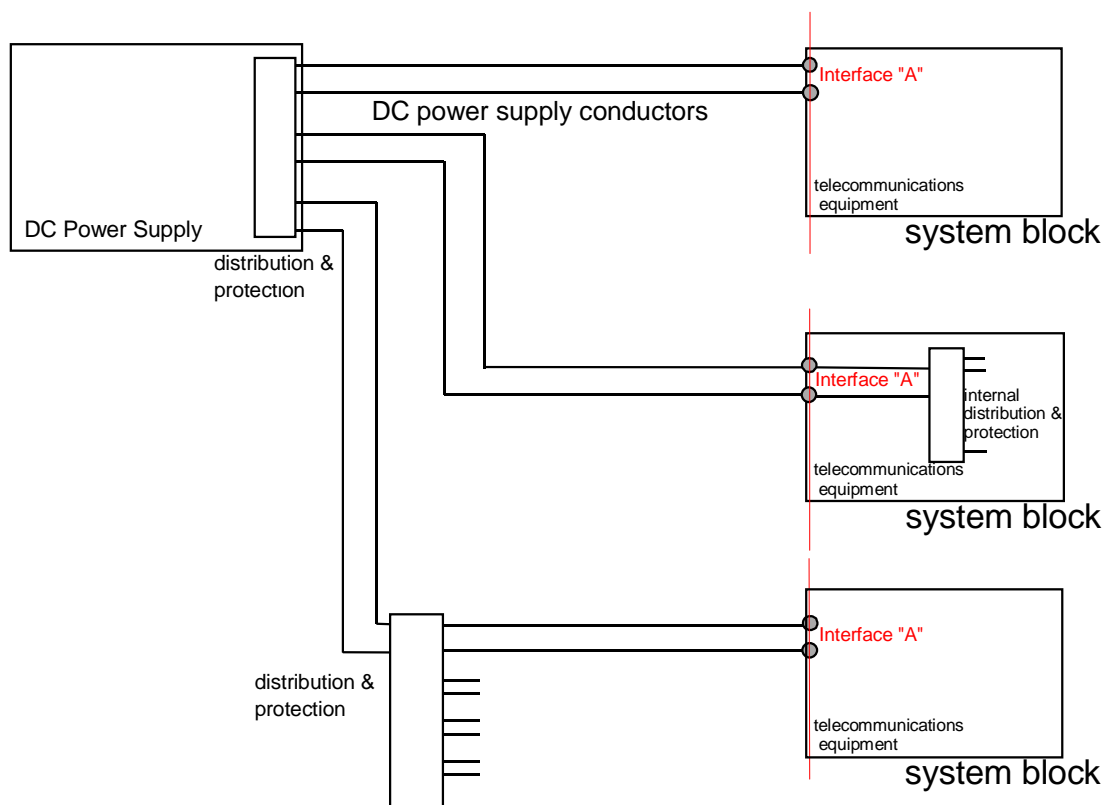 Interface "A"
DC power supply conductors
telecommunications
equipment
system block
DC Power Supply
distribution &
protection
Interface "A"
internal
distribution &
protection
telecommunications
equipment
system block
Interface "A"
distribution &
protection
telecommunications
equipment
system block